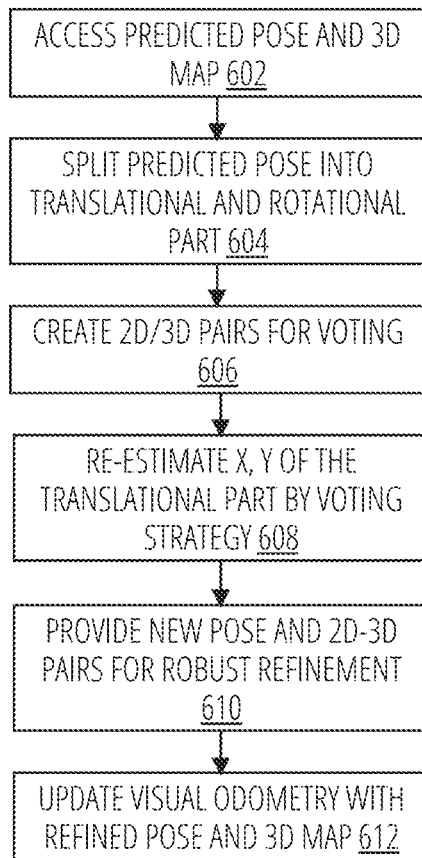 ACCESS PREDICTED POSE AND 3D
MAP 602
SPLIT PREDICTED POSE INTO
TRANSLATIONAL AND ROTATIONAL
PART 604
CREATE 2D/3D PAIRS FOR VOTING
606
RE-ESTIMATE X, Y OF THE
TRANSLATIONAL PART BY VOTING
STRATEGY 608
PROVIDE NEW POSE AND 2D-3D
PAIRS FOR ROBUST REFINEMENT
610
UPDATE VISUAL ODOMETRY WITH
REFINED POSE AND 3D MAP 612